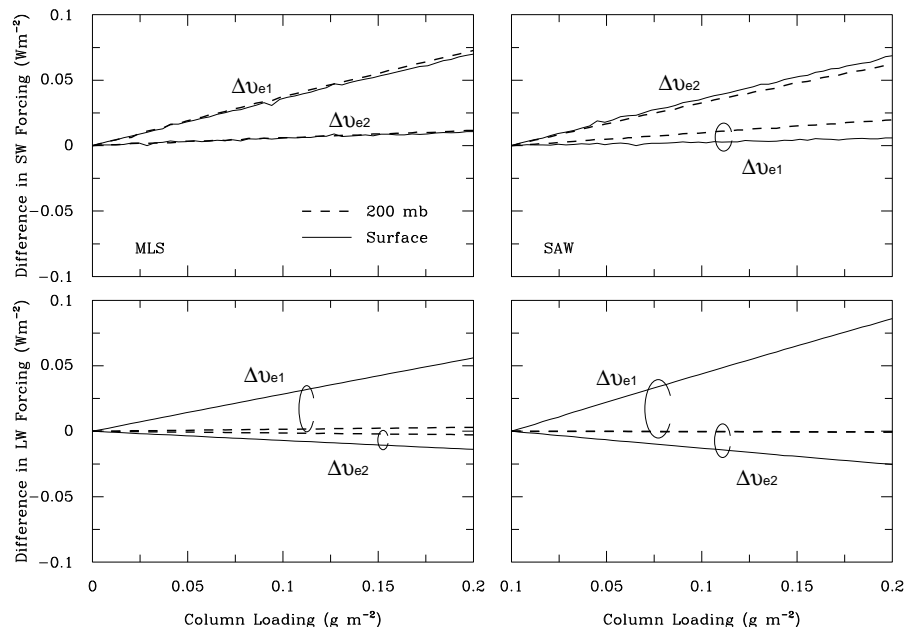 Difference in SW Forcing (Wm⁻²)
0.1
0.05
0
−0.05
−0.1
Δυe1
Δυe2
200 mb
Surface
MLS
Δυe2
Δυe1
SAW
Difference in LW Forcing (Wm⁻²)
0.1
0.05
0
−0.05
−0.1
Δυe1
Δυe2
Δυe1
Δυe2
0 0.05 0.1 0.15 0.2
0.1 0.05 0.1 0.15 0.2
Column Loading (g m⁻²)
Column Loading (g m⁻²)